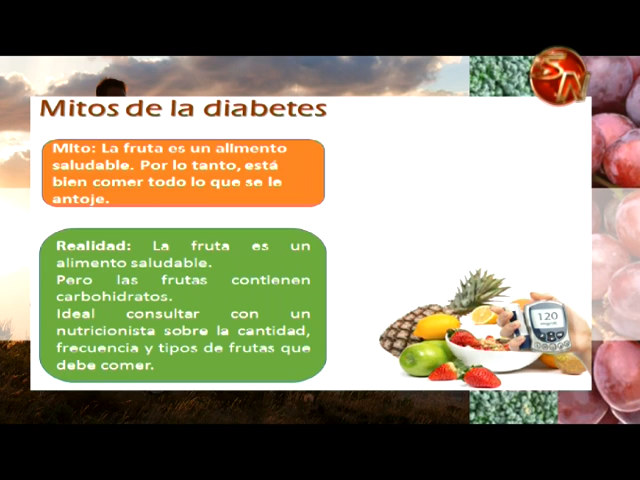 SN
Mitos de la diabetes
Mito: La fruta es un alimento
saludable. Por lo tanto, está
bien comer todo lo que se le
antoje.
Realidad: La fruta es un
alimento saludable.
Pero las frutas contienen
carbohidratos.
Ideal consultar con un
nutricionista sobre la cantidad,
frecuencia y tipos de frutas que
debe comer.
120